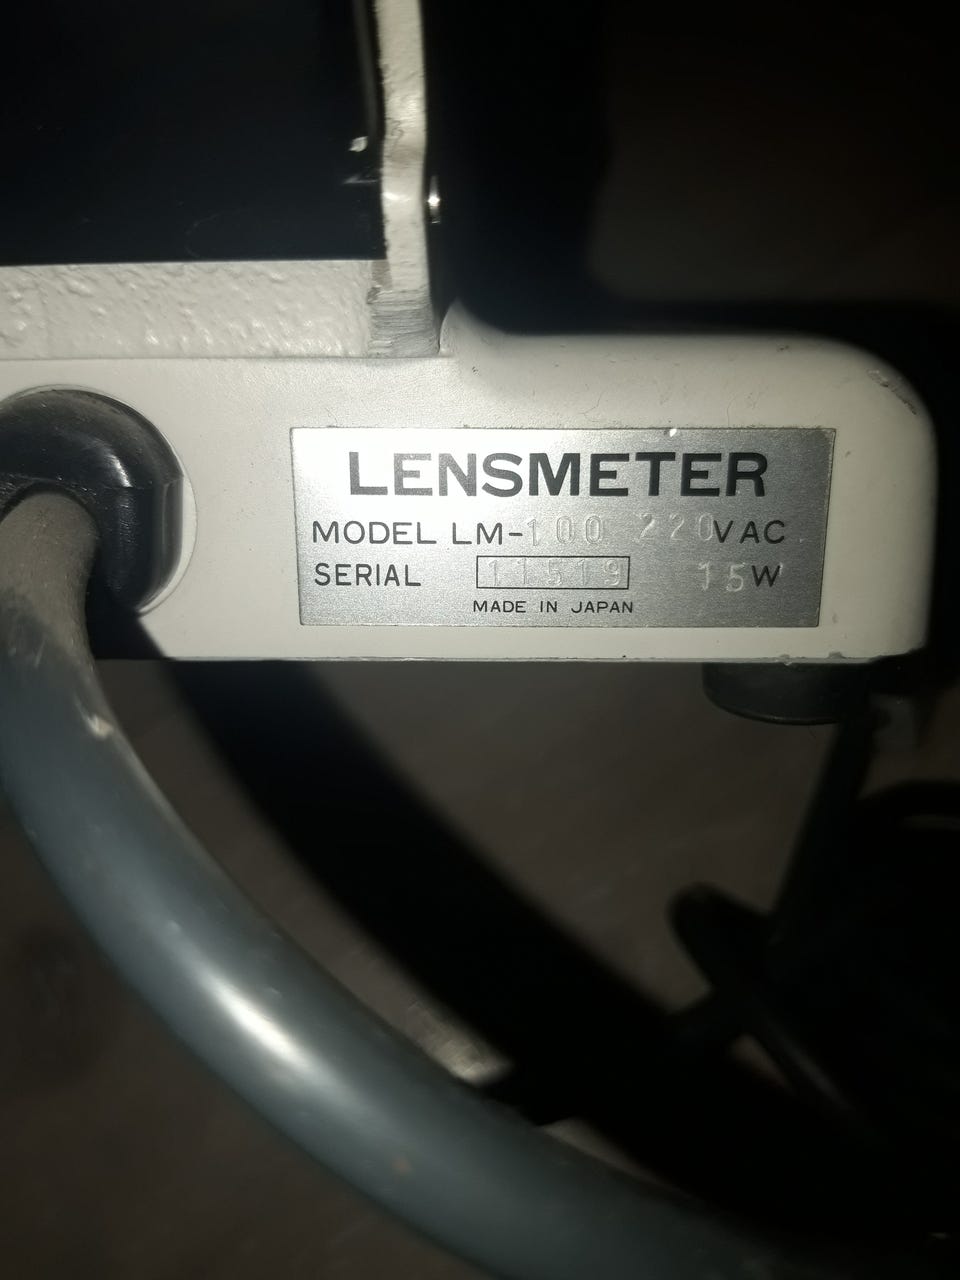 LENSMETER
MODEL LM-100 220VAC
SERIAL 11519 15W
MADE IN JAPAN